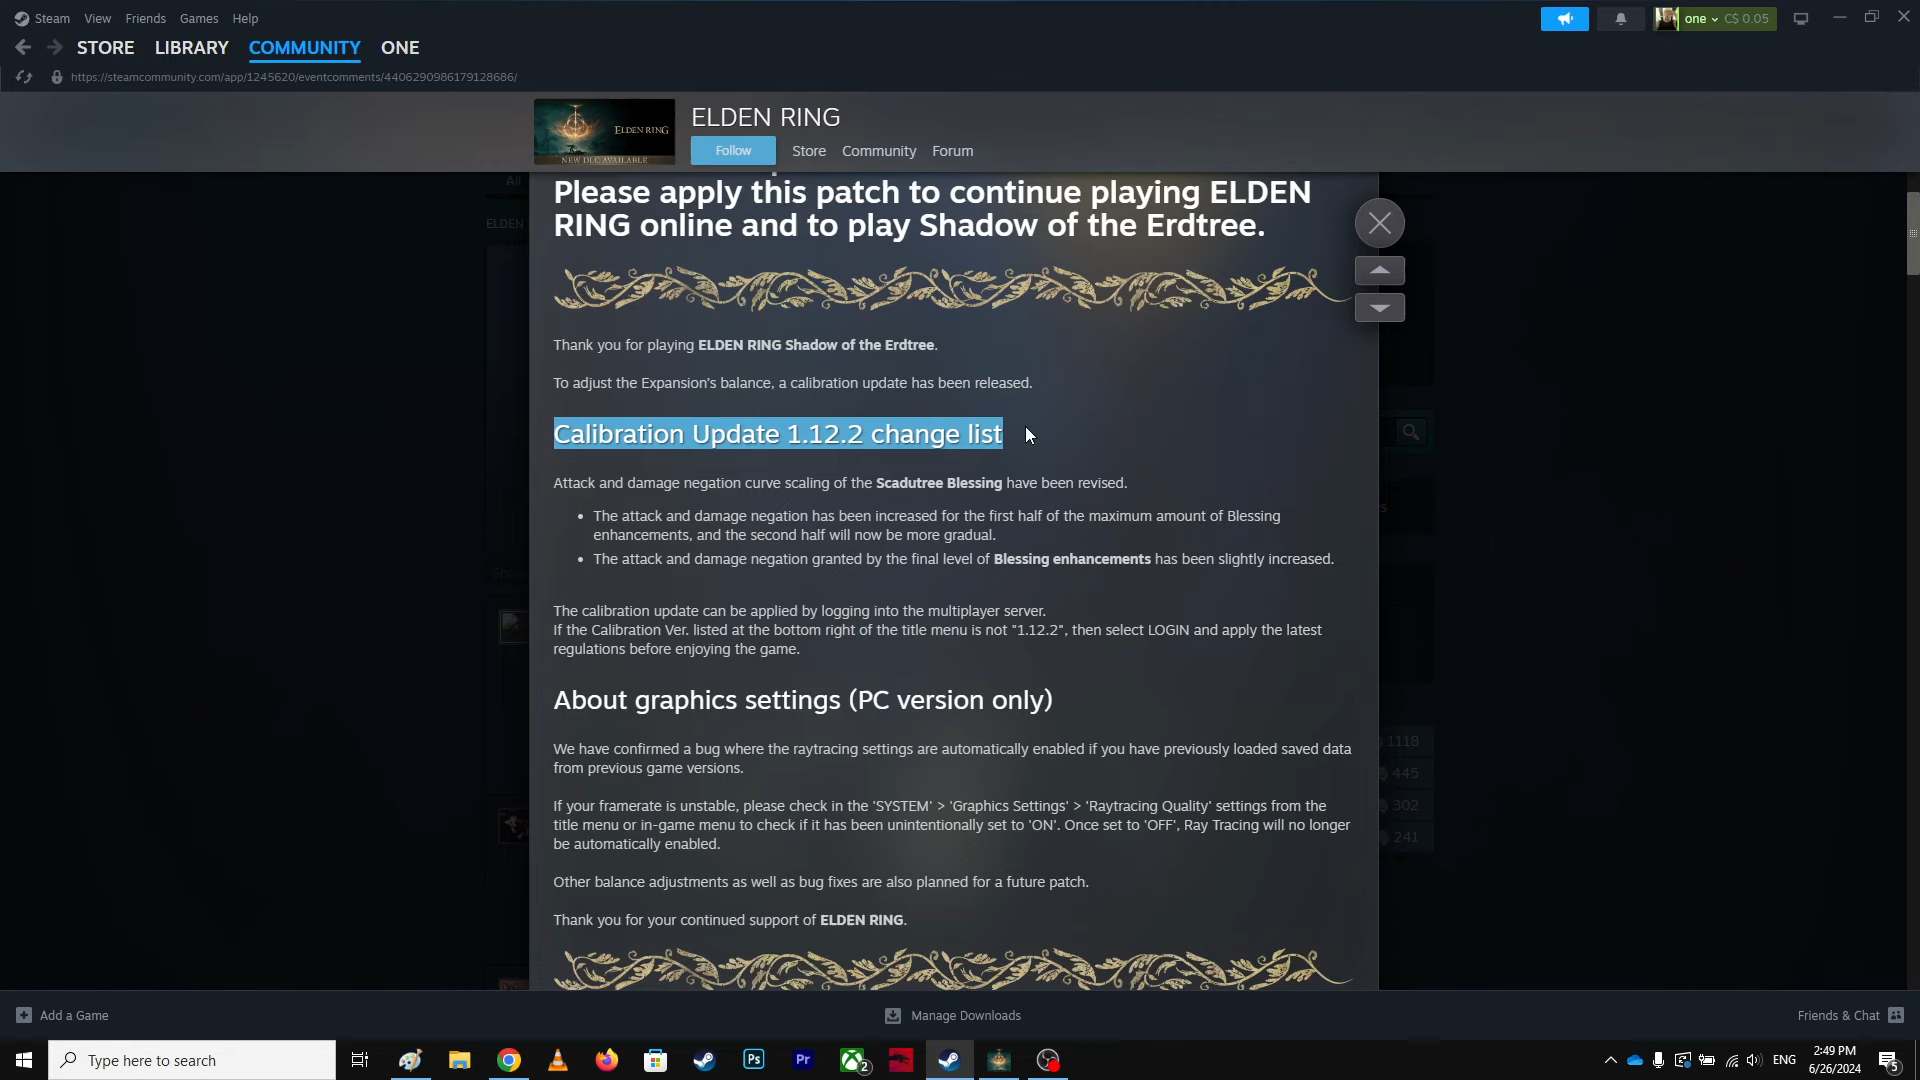 Steam View Friends Games Help
one C$ 0.05
STORE LIBRARY COMMUNITY ONE
https://steamcommunity.com/app/1245620/eventcomments/4406290986179128686/
ELDEN RING
NEW DLC AVAILABLE
ELDEN RING
Follow Store Community Forum
All
ELDEN
Please apply this patch to continue playing ELDEN
RING online and to play Shadow of the Erdtree.
Thank you for playing ELDEN RING Shadow of the Erdtree.
To adjust the Expansion's balance, a calibration update has been released.
Calibration Update 1.12.2 change list
Attack and damage negation curve scaling of the Scadutree Blessing have been revised.
• The attack and damage negation has been increased for the first half of the maximum amount of Blessing
enhancements, and the second half will now be more gradual.
• The attack and damage negation granted by the final level of Blessing enhancements has been slightly increased.
The calibration update can be applied by logging into the multiplayer server.
If the Calibration Ver. listed at the bottom right of the title menu is not "1.12.2", then select LOGIN and apply the latest
regulations before enjoying the game.
About graphics settings (PC version only)
We have confirmed a bug where the raytracing settings are automatically enabled if you have previously loaded saved data
from previous game versions.
If your framerate is unstable, please check in the 'SYSTEM' > 'Graphics Settings' > 'Raytracing Quality' settings from the
title menu or in-game menu to check if it has been unintentionally set to 'ON'. Once set to 'OFF', Ray Tracing will no longer
be automatically enabled.
Other balance adjustments as well as bug fixes are also planned for a future patch.
Thank you for your continued support of ELDEN RING.
1118
445
302
241
Add a Game
Manage Downloads
Friends & Chat
Type here to search
Ps
Pr
2
ENG
2:49 PM
6/26/2024
5